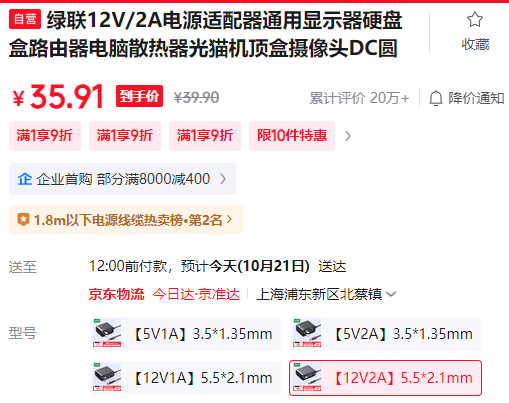 自营 绿联12V/2A电源适配器通用显示器硬盘
盒路由器电脑散热器光猫机顶盒摄像头DC圆
收藏
¥35.91 到手价 ¥39.90 累计评价 20万+ 降价通知
满1享9折 满1享9折 满1享9折 限10件特惠 >
企 企业首购 部分满8000减400 >
1.8m以下电源线缆热卖榜·第2名 >
送至 12:00前付款，预计今天(10月21日) 送达
京东物流 今日达·京准达 上海浦东新区北蔡镇
型号 【5V1A】3.5*1.35mm 【5V2A】3.5*1.35mm
【12V1A】5.5*2.1mm 【12V2A】5.5*2.1mm